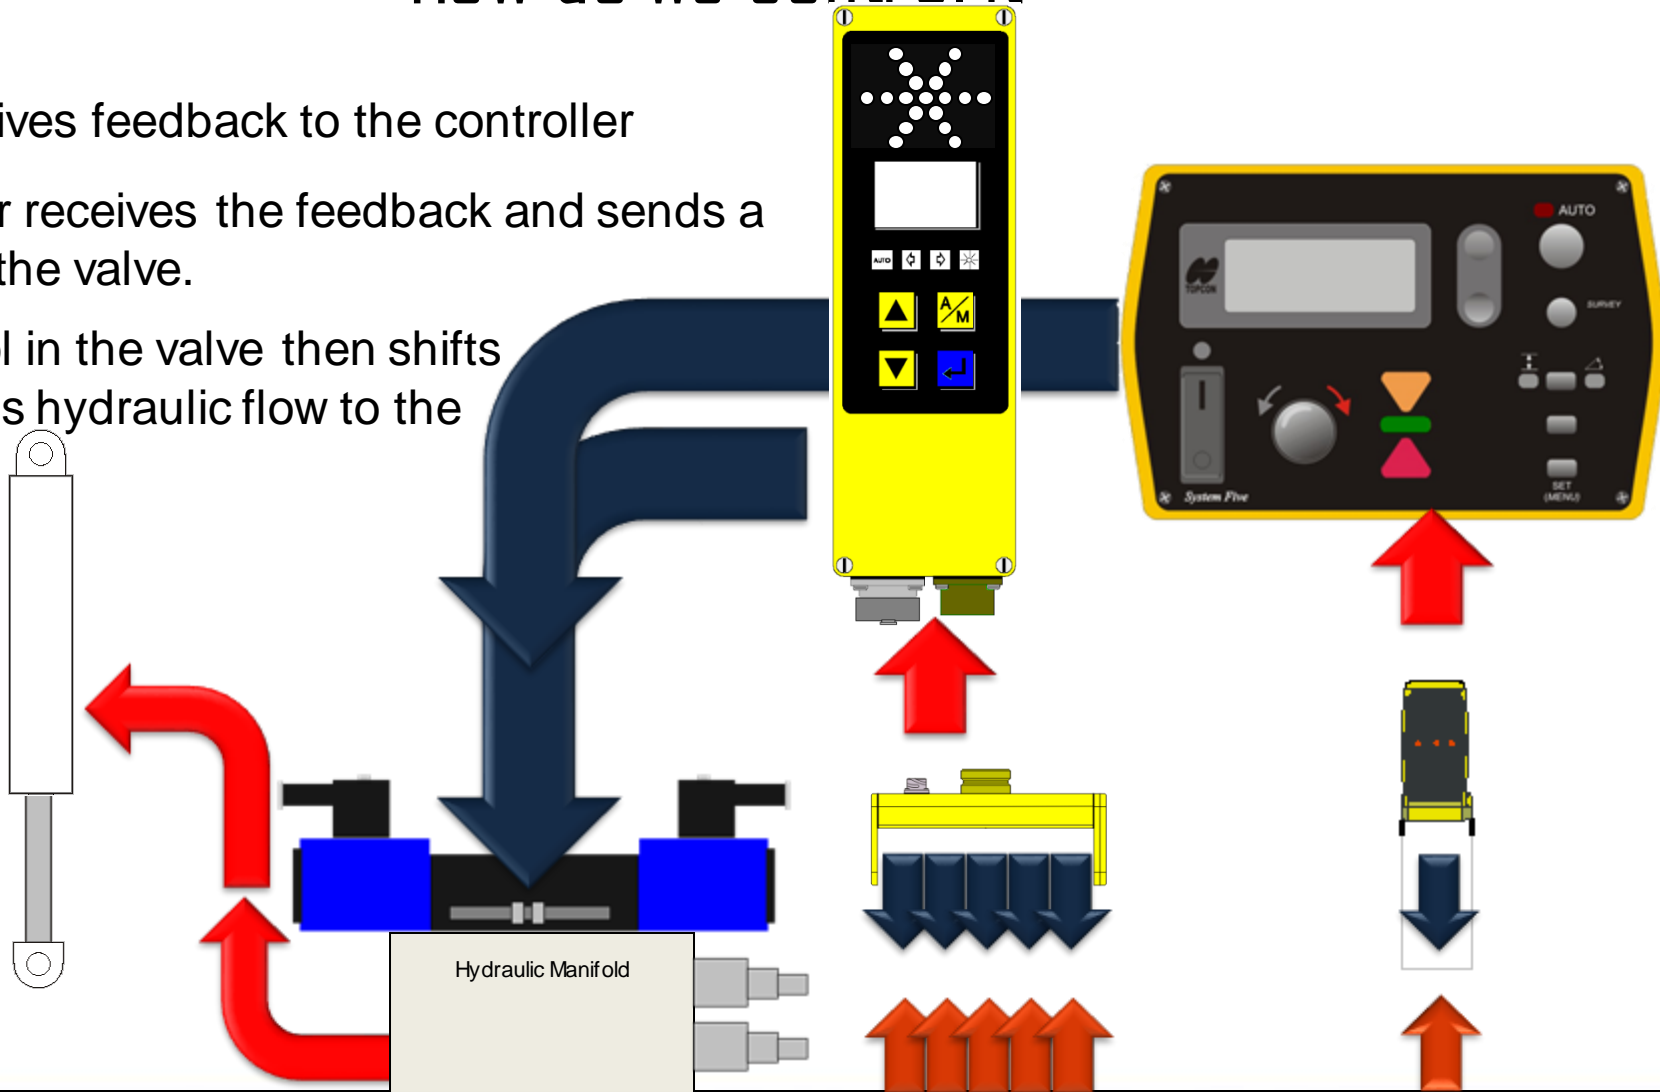 ives feedback to the controller
r receives the feedback and sends a
the valve.
l in the valve then shifts
s hydraulic flow to the
AUTO
A/M
AUTO
TOPCON
SURVEY
System Five
SET
(MENU)
Hydraulic Manifold